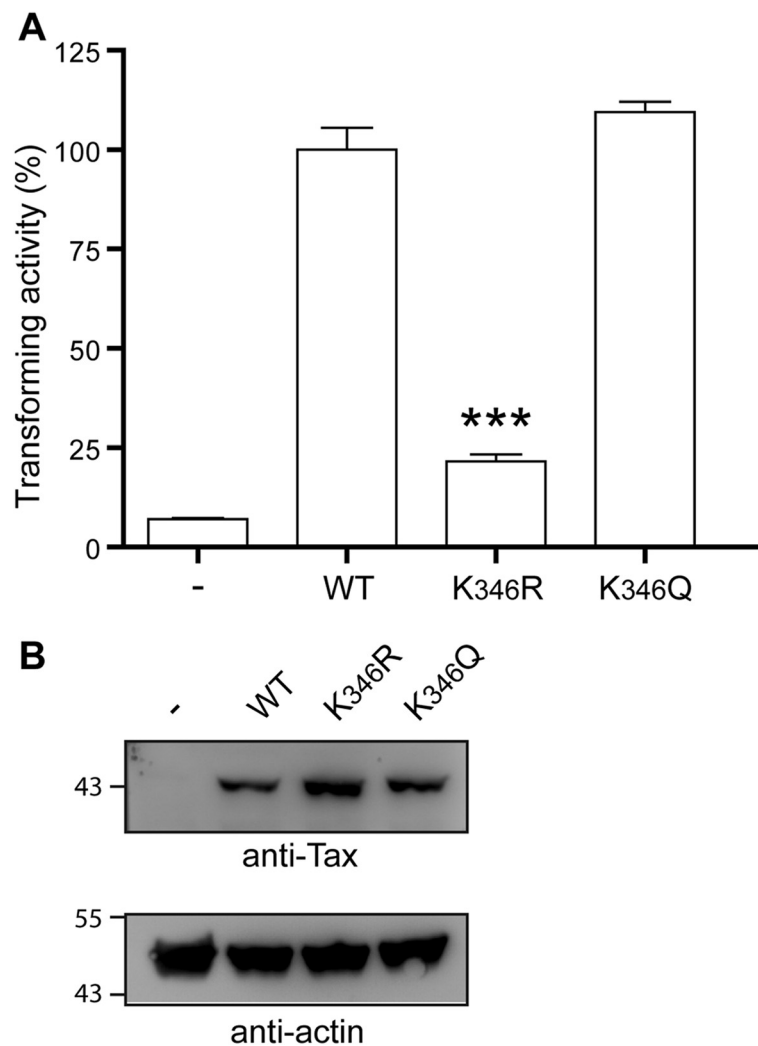 A
125
100
75
50
25
0
Transforming activity (%)
***
- WT K346R K346Q
B
- WT K346R K346Q
43
anti-Tax
55
43
anti-actin